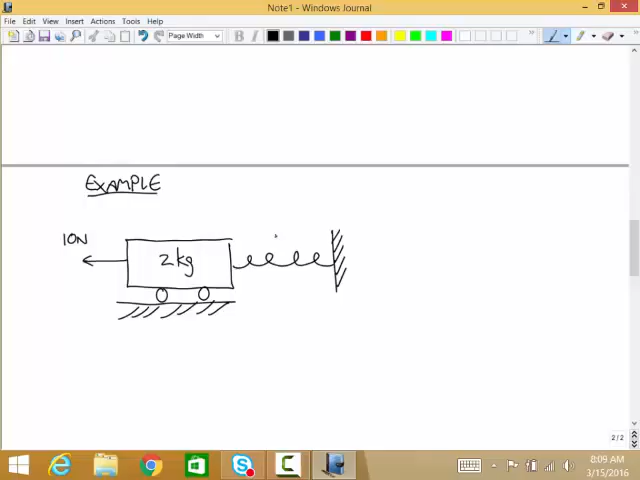 Note1 - Windows Journal
File Edit View Insert Actions Tools Help
Page Width
B I
EXAMPLE
10N
2kg
2/2
8:09 AM
3/15/2016